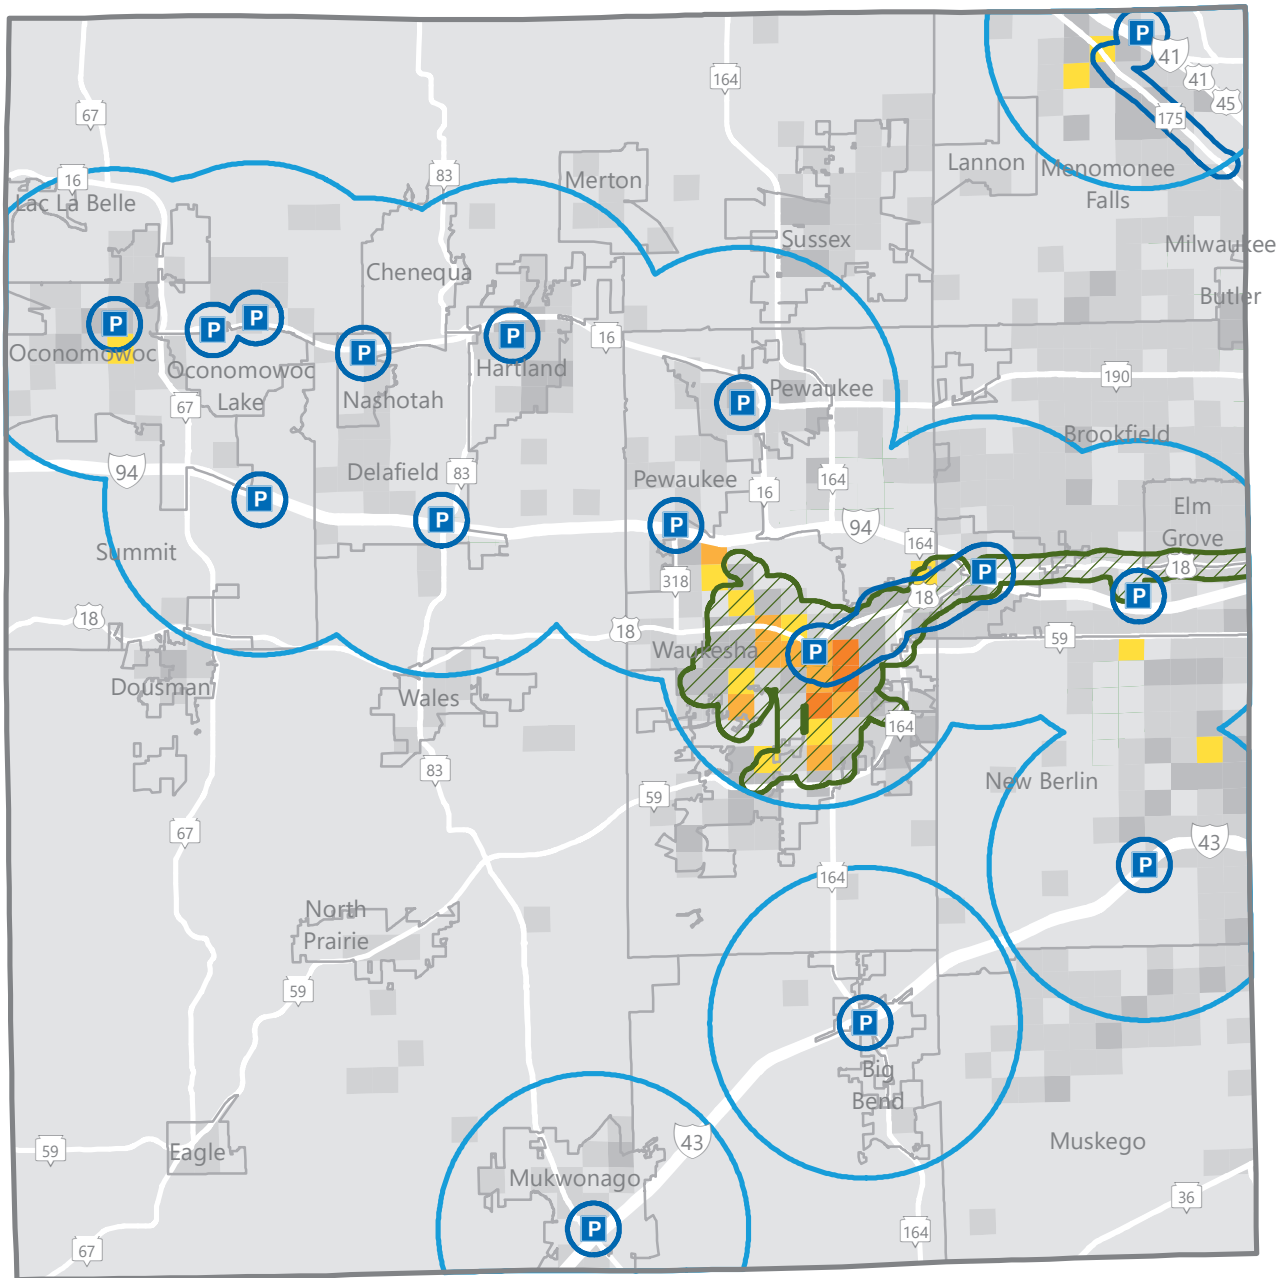 P
41
164
41
67
45
175
Lannon
Menomonee
Falls
83
16
Merton
Lac La Belle
Sussex
Milwaukee
Chenequa
Butler
P
P
P
P
P
16
Oconomowoc
Oconomowoc
Lake
Hartland
190
Nashotah
P
Pewaukee
67
Brookfield
94
Delafield
83
Pewaukee
164
16
Elm
Grove
P
P
P
94
164
Summit
18
318
P
18
P
18
18
59
Waukesha
P
Dousman
Wales
164
83
New Berlin
59
67
43
P
164
North
Prairie
59
P
Big
Bend
43
Muskego
59
Eagle
Mukwonago
36
P
164
67